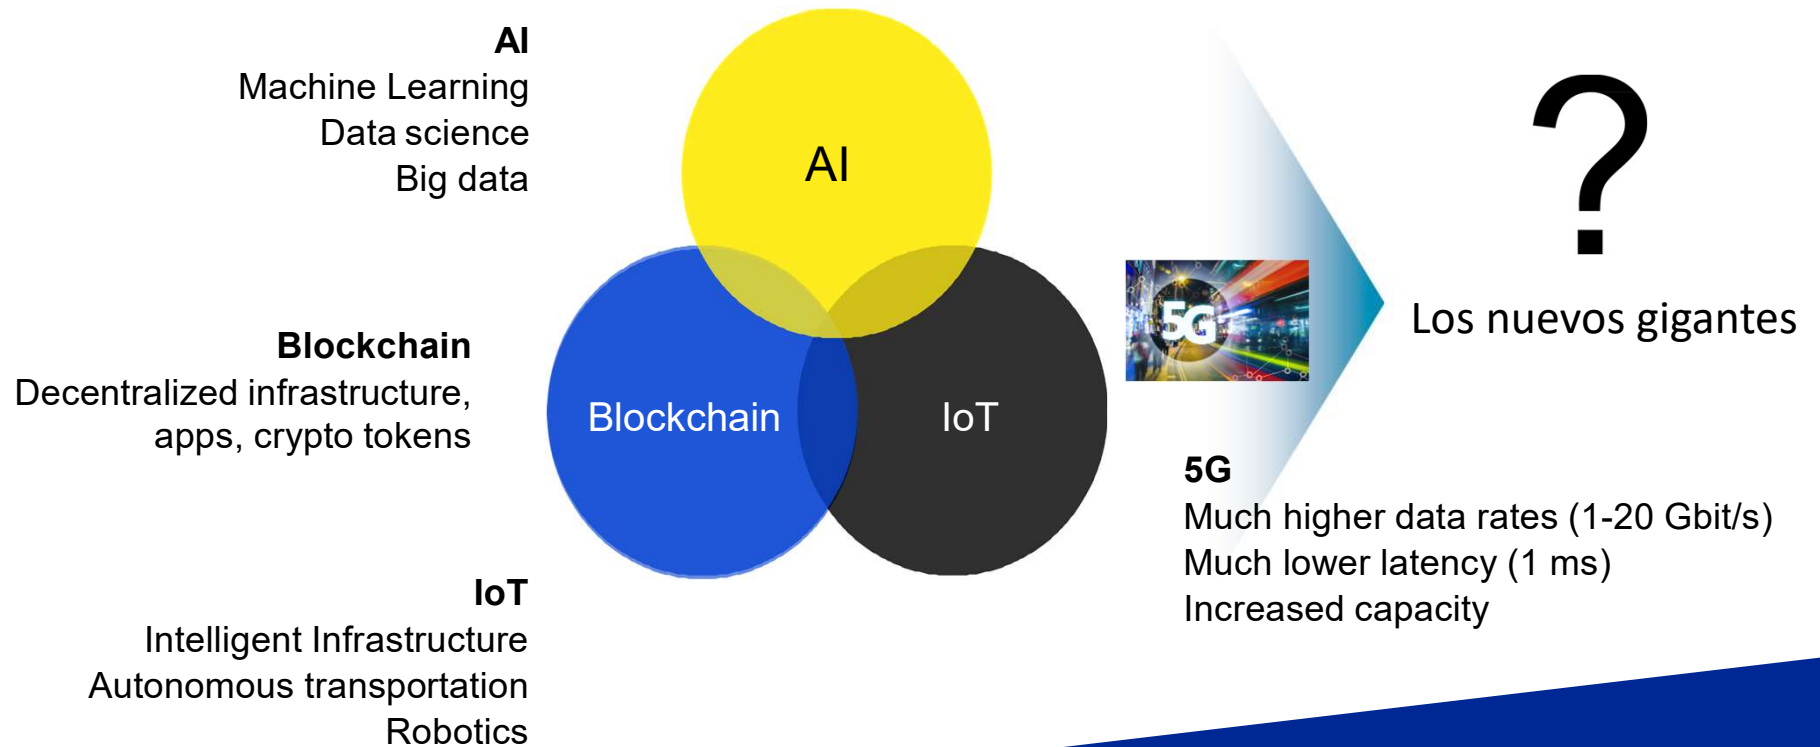 AI
Machine Learning
Data science
Big data
Blockchain
Decentralized infrastructure,
apps, crypto tokens
IoT
Intelligent Infrastructure
Autonomous transportation
Robotics
AI
Blockchain
IoT
5G
?
Los nuevos gigantes
5G
Much higher data rates (1-20 Gbit/s)
Much lower latency (1 ms)
Increased capacity